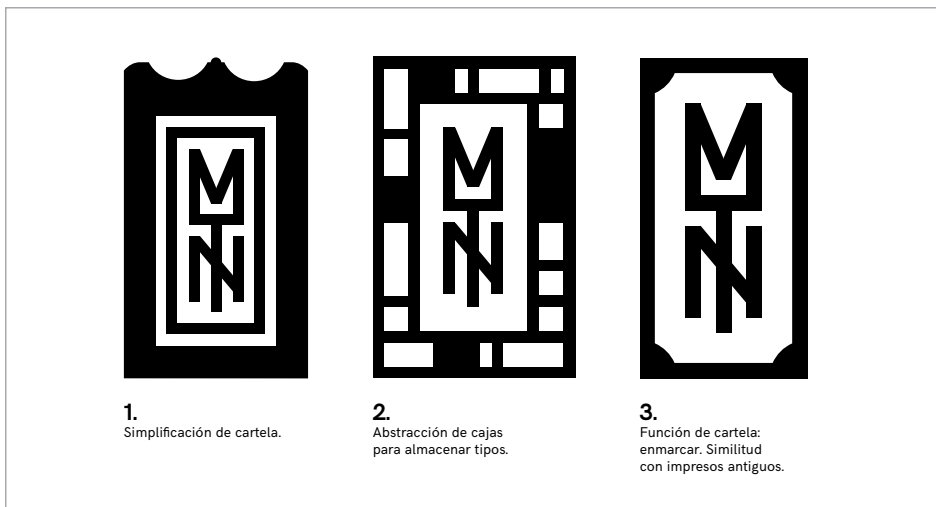 1.
Simplificación de cartela.
2.
Abstracción de cajas
para almacenar tipos.
3.
Función de cartela:
enmarcar. Similitud
con impresos antiguos.